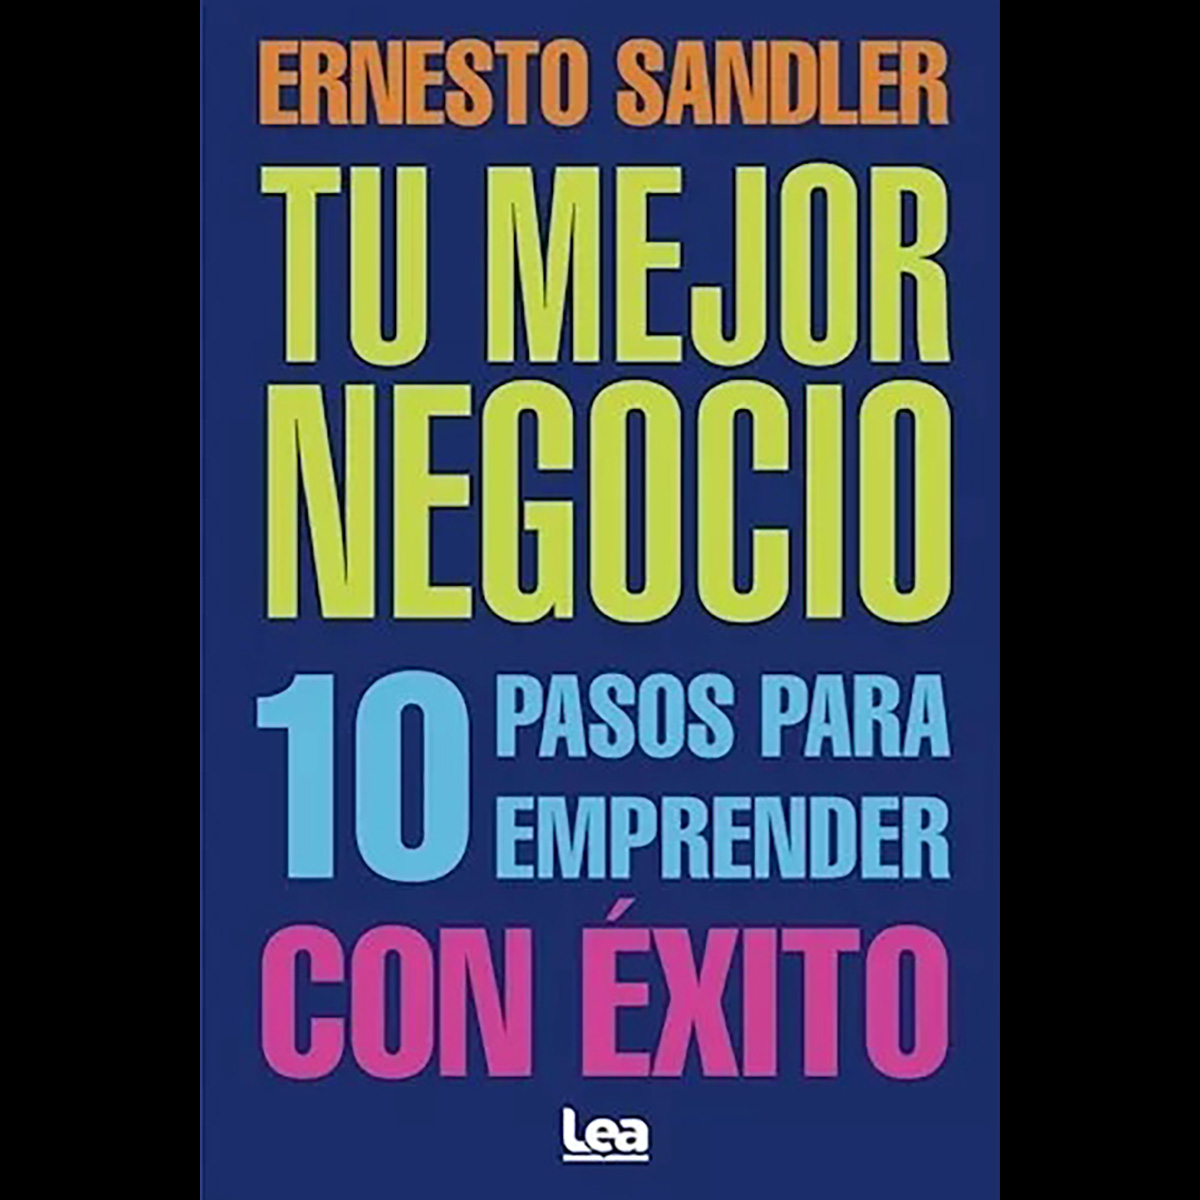 ERNESTO SANDLER
TU MEJOR
NEGOCIO
10 PASOS PARA
EMPRENDER
CON ÉXITO
Lea